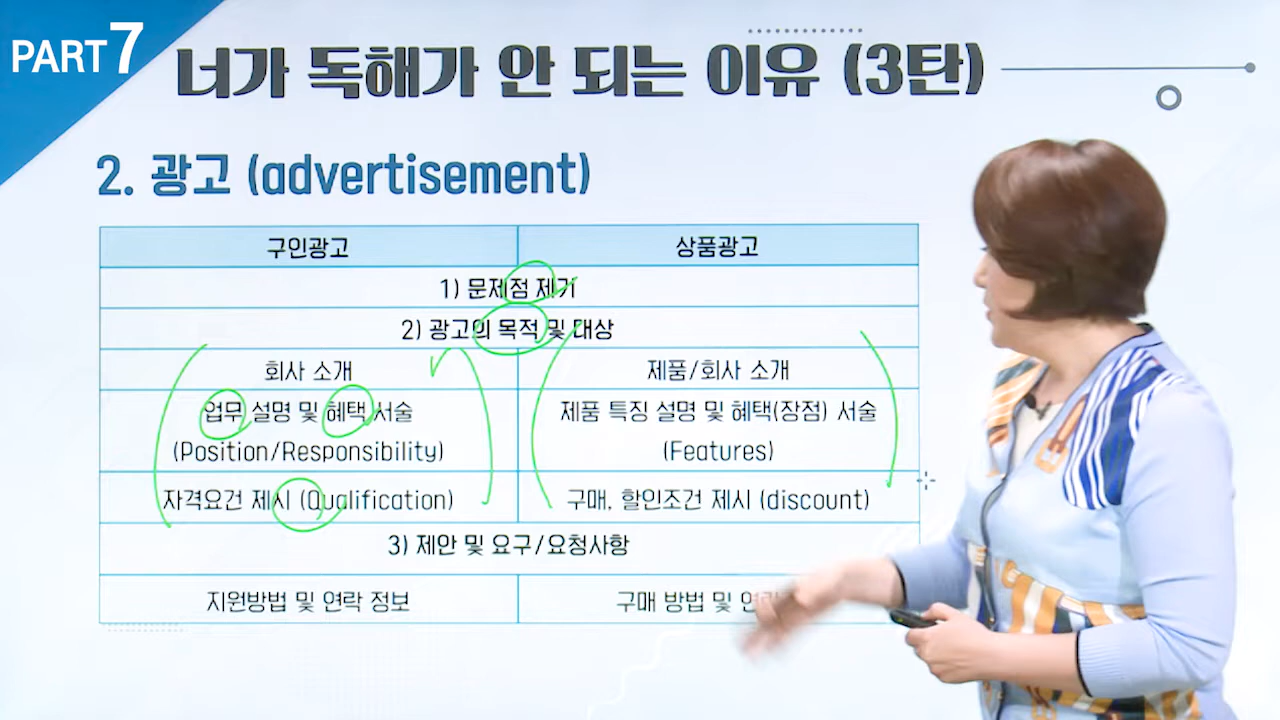 PART 7
너가 독해가 안 되는 이유 (3탄)
2. 광고 (advertisement)
구인광고
상품광고
1) 문제점 제기
2) 광고의 목적 및 대상
회사 소개
제품/회사 소개
업무 설명 및 혜택 서술
(Position/Responsibility)
제품 특징 설명 및 혜택(장점) 서술
(Features)
자격요건 제시 (Qualification)
구매, 할인조건 제시 (discount)
3) 제안 및 요구/요청사항
지원방법 및 연락 정보
구매 방법 및